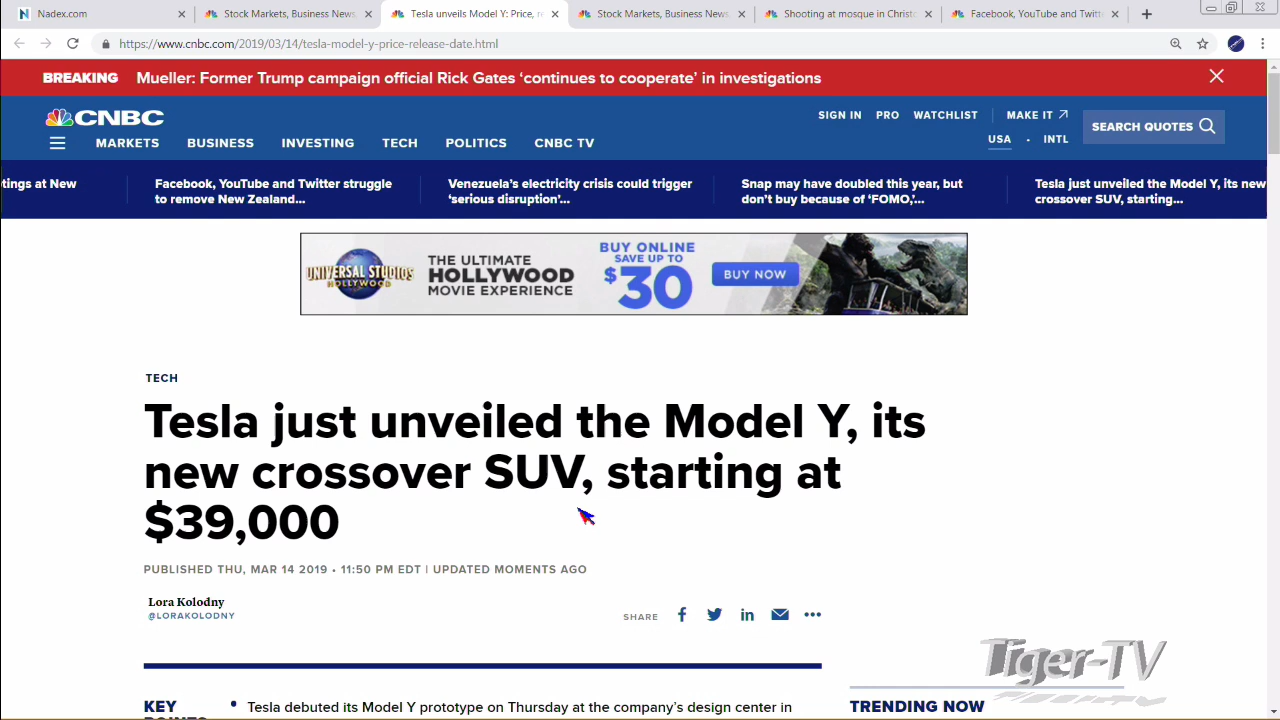 Nadex.com
Stock Markets, Business News,
Tesla unveils Model Y: Price, re
Stock Markets, Business News,
Shooting at mosque in Christc
Facebook, YouTube and Twitt
https://www.cnbc.com/2019/03/14/tesla-model-y-price-release-date.html
BREAKING Mueller: Former Trump campaign official Rick Gates ‘continues to cooperate’ in investigations
CNBC
SIGN IN PRO WATCHLIST MAKE IT
SEARCH QUOTES
USA · INTL
MARKETS BUSINESS INVESTING TECH POLITICS CNBC TV
tings at New
Facebook, YouTube and Twitter struggle
to remove New Zealand...
Venezuela’s electricity crisis could trigger
‘serious disruption’...
Snap may have doubled this year, but
don’t buy because of ‘FOMO,’...
Tesla just unveiled the Model Y, its new
crossover SUV, starting...
UNIVERSAL STUDIOS
HOLLYWOOD
THE ULTIMATE
HOLLYWOOD
MOVIE EXPERIENCE
BUY ONLINE
SAVE UP TO
$30
BUY NOW
TECH
Tesla just unveiled the Model Y, its
new crossover SUV, starting at
$39,000
PUBLISHED THU, MAR 14 2019 • 11:50 PM EDT | UPDATED MOMENTS AGO
Lora Kolodny
@LORAKOLODNY
SHARE
Tiger-TV
KEY
POINTS
• Tesla debuted its Model Y prototype on Thursday at the company’s design center in
TRENDING NOW